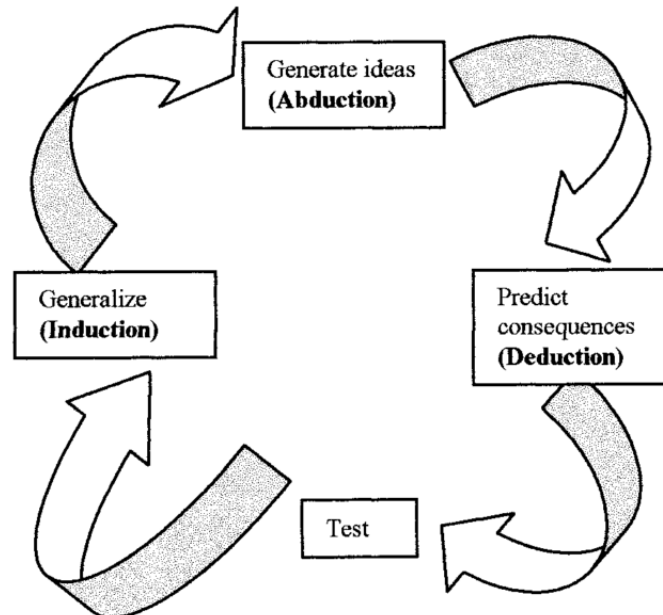 Generate ideas
(Abduction)
Predict
consequences
(Deduction)
Test
Generalize
(Induction)